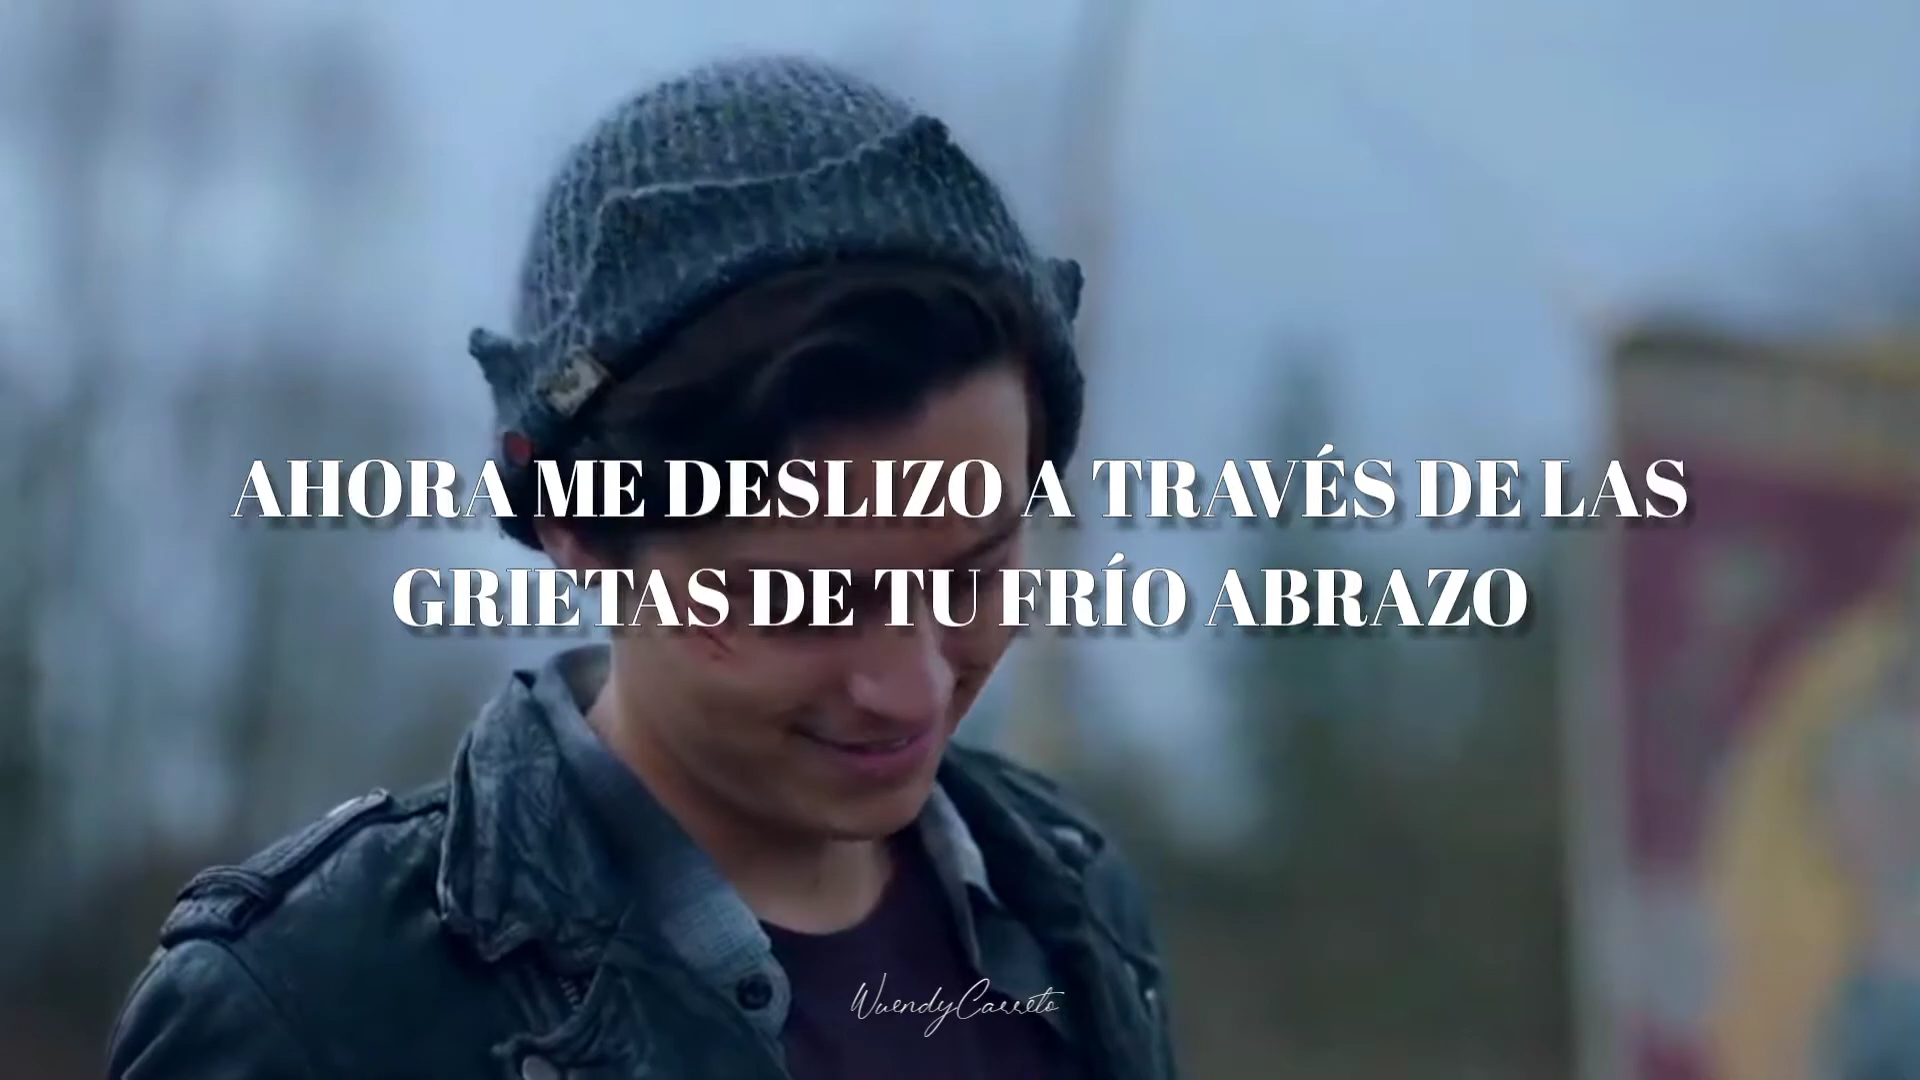 AHORA ME DESLIZO A TRAVÉS DE LAS
GRIETAS DE TU FRÍO ABRAZO
WuendyCarreto